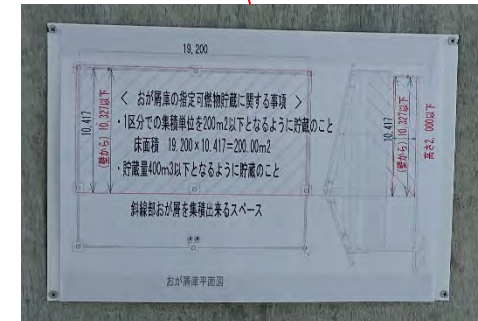 19,200
10,417
(壁から) 10,327以下
< おが屑庫の指定可燃物貯蔵に関する事項 >
・1区分での集積単位を200m2以下となるように貯蔵のこと
床面積 19.200×10.417=200.00m2
・貯蔵量400m3以下となるように貯蔵のこと
斜線部おが屑を集積出来るスペース
おが屑庫平面図
10,417
(壁から) 10,327以下
高さ2,000以下